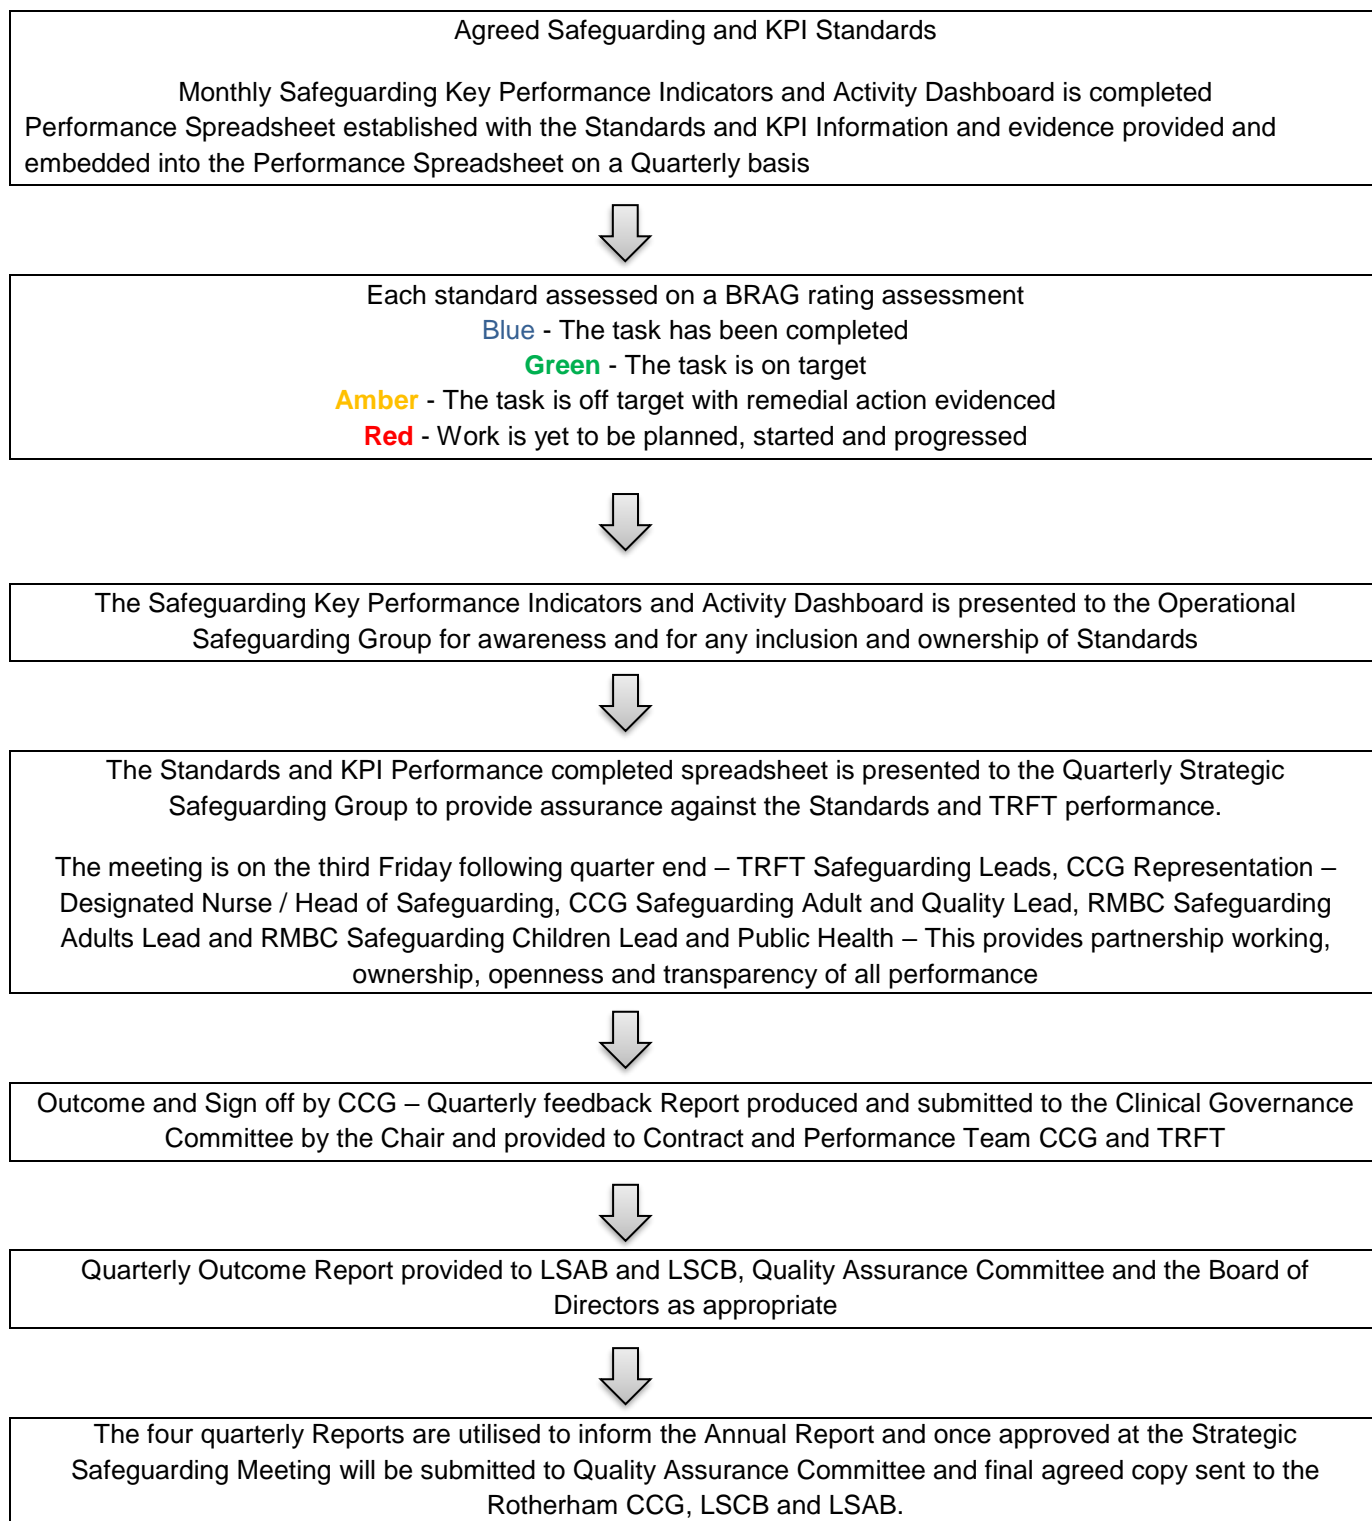 Agreed Safeguarding and KPI Standards
Monthly Safeguarding Key Performance Indicators and Activity Dashboard is completed
Performance Spreadsheet established with the Standards and KPI Information and evidence provided and
embedded into the Performance Spreadsheet on a Quarterly basis
Each standard assessed on a BRAG rating assessment
Blue - The task has been completed
Green - The task is on target
Amber - The task is off target with remedial action evidenced
Red - Work is yet to be planned, started and progressed
The Safeguarding Key Performance Indicators and Activity Dashboard is presented to the Operational
Safeguarding Group for awareness and for any inclusion and ownership of Standards
The Standards and KPI Performance completed spreadsheet is presented to the Quarterly Strategic
Safeguarding Group to provide assurance against the Standards and TRFT performance.
The meeting is on the third Friday following quarter end – TRFT Safeguarding Leads, CCG Representation –
Designated Nurse / Head of Safeguarding, CCG Safeguarding Adult and Quality Lead, RMBC Safeguarding
Adults Lead and RMBC Safeguarding Children Lead and Public Health – This provides partnership working,
ownership, openness and transparency of all performance
Outcome and Sign off by CCG – Quarterly feedback Report produced and submitted to the Clinical Governance
Committee by the Chair and provided to Contract and Performance Team CCG and TRFT
Quarterly Outcome Report provided to LSAB and LSCB, Quality Assurance Committee and the Board of
Directors as appropriate
The four quarterly Reports are utilised to inform the Annual Report and once approved at the Strategic
Safeguarding Meeting will be submitted to Quality Assurance Committee and final agreed copy sent to the
Rotherham CCG, LSCB and LSAB.